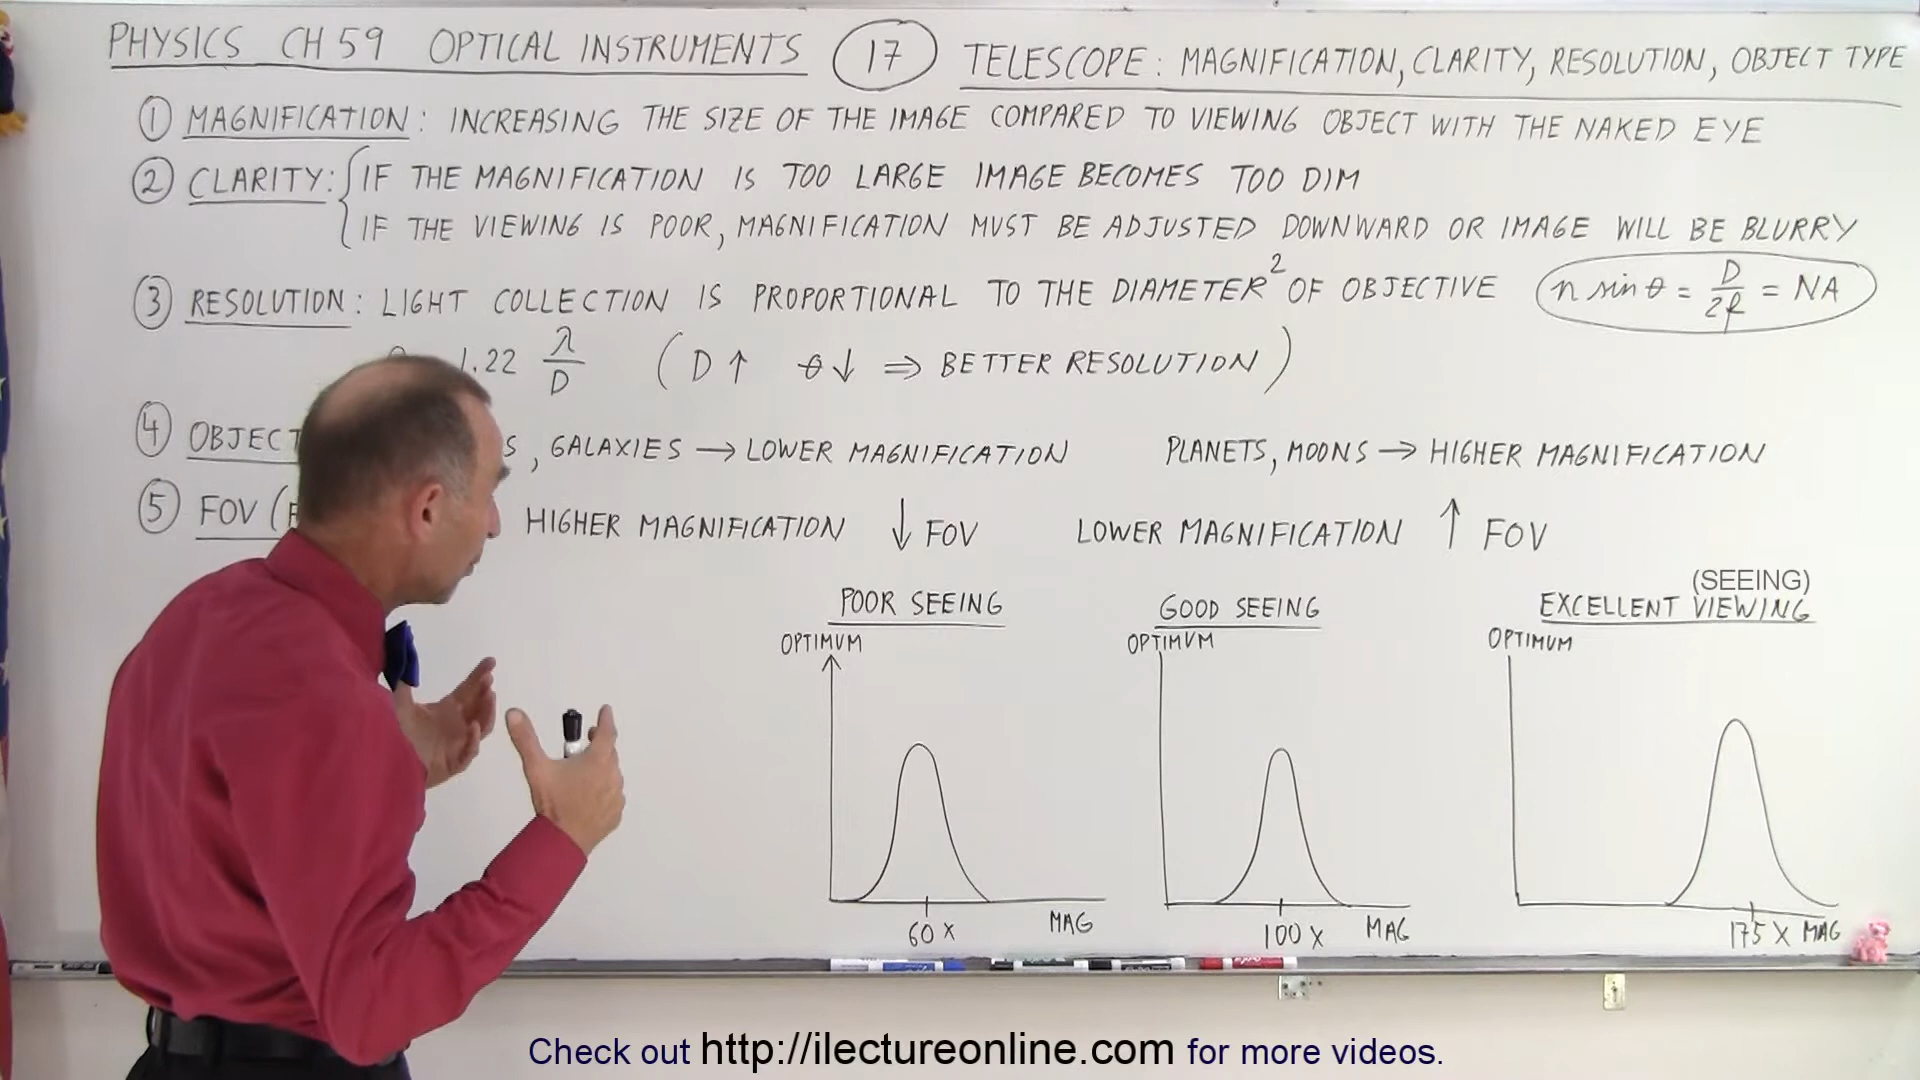 PHYSICS CH 59 OPTICAL INSTRUMENTS 17 TELESCOPE: MAGNIFICATION, CLARITY, RESOLUTION, OBJECT TYPE
① MAGNIFICATION: INCREASING THE SIZE OF THE IMAGE COMPARED TO VIEWING OBJECT WITH THE NAKED EYE
② CLARITY: { IF THE MAGNIFICATION IS TOO LARGE IMAGE BECOMES TOO DIM
IF THE VIEWING IS POOR, MAGNIFICATION MUST BE ADJUSTED DOWNWARD OR IMAGE WILL BE BLURRY
③ RESOLUTION: LIGHT COLLECTION IS PROPORTIONAL TO THE DIAMETER² OF OBJECTIVE n sin θ = D/2f = NA
1.22 λ/D (D ↑ θ ↓ ⇒ BETTER RESOLUTION)
④ OBJECT , GALAXIES → LOWER MAGNIFICATION PLANETS, MOONS → HIGHER MAGNIFICATION
⑤ FOV ( HIGHER MAGNIFICATION ↓ FOV LOWER MAGNIFICATION ↑ FOV
POOR SEEING
OPTIMUM
60 X MAG
GOOD SEEING
OPTIMUM
100 X MAG
(SEEING)
EXCELLENT VIEWING
OPTIMUM
175 X MAG
Check out http://ilectureonline.com for more videos.